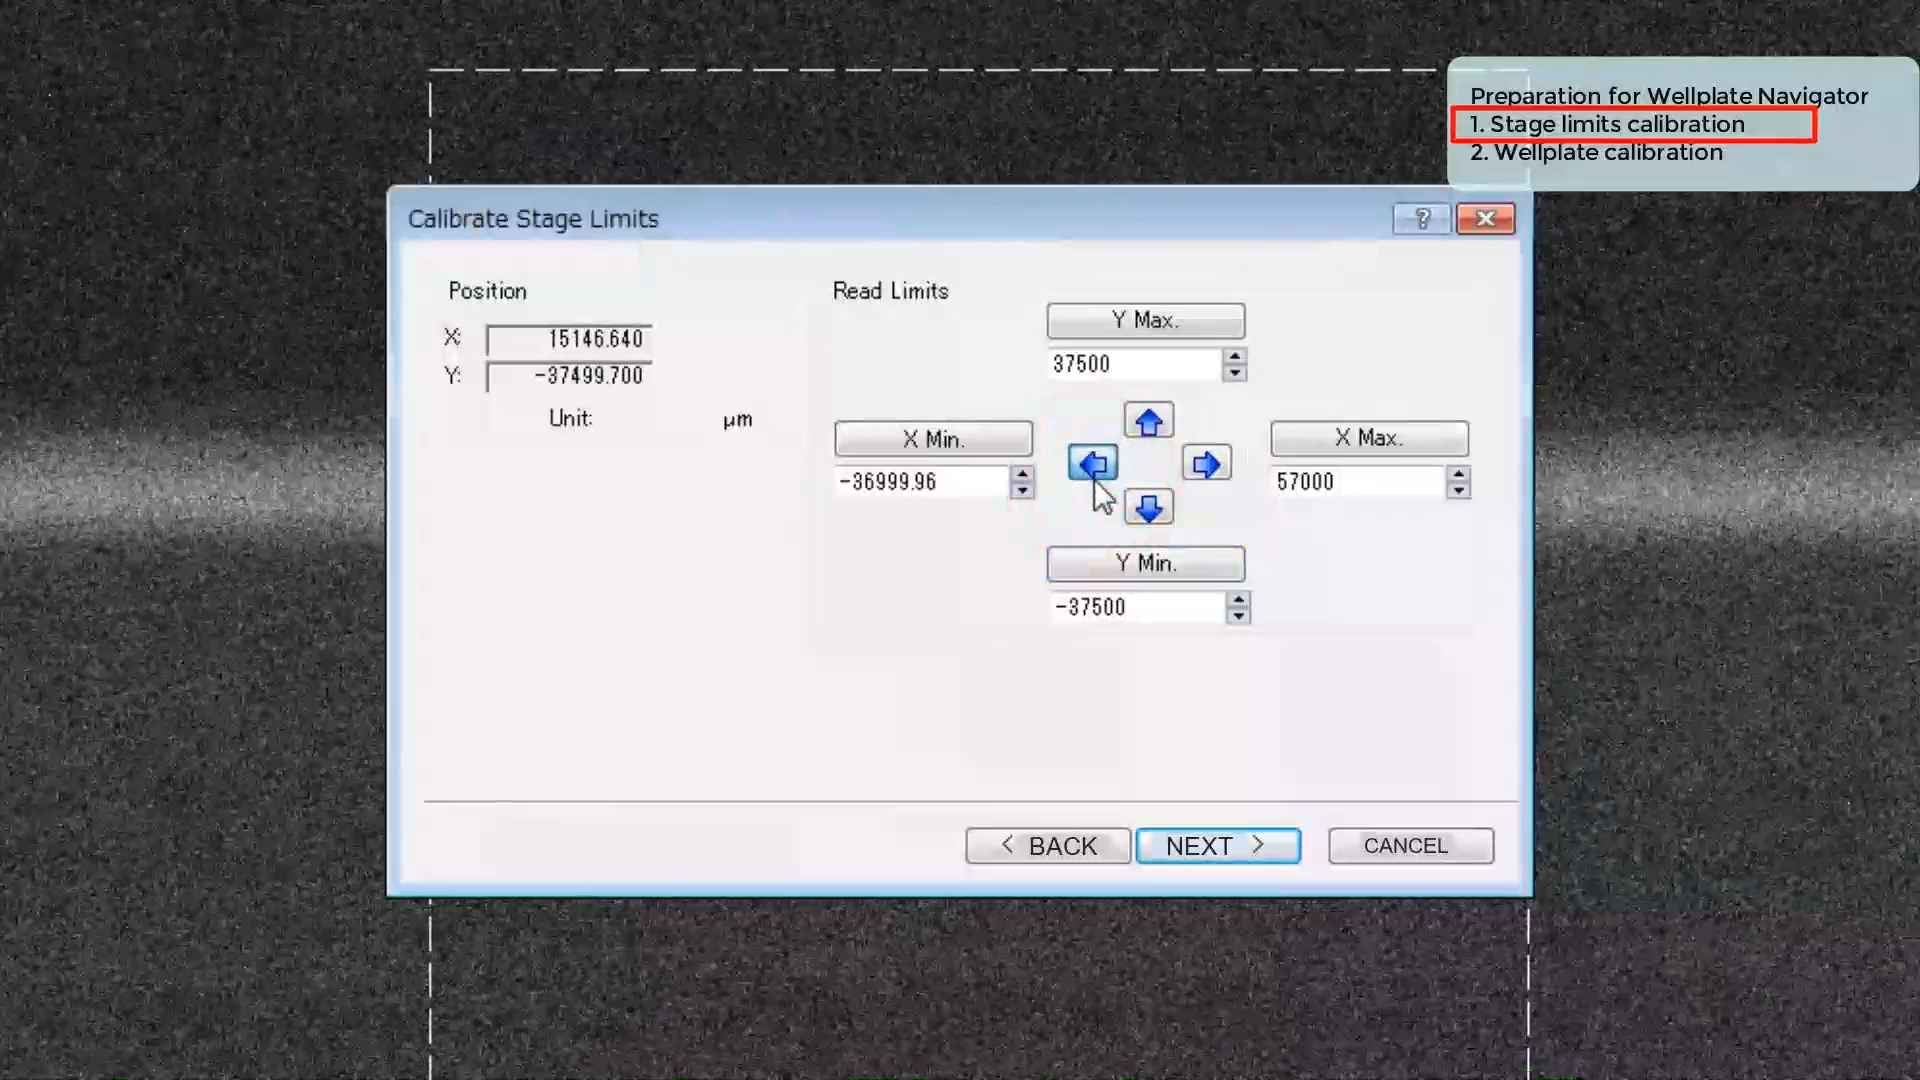 Preparation for Wellplate Navigator
1. Stage limits calibration
2. Wellplate calibration
Calibrate Stage Limits
?
X
Position
X: 15146.640
Y: -37499.700
Unit: μm
Read Limits
Y Max.
37500
X Min.
-36999.96
X Max.
57000
Y Min.
-37500
< BACK
NEXT >
CANCEL